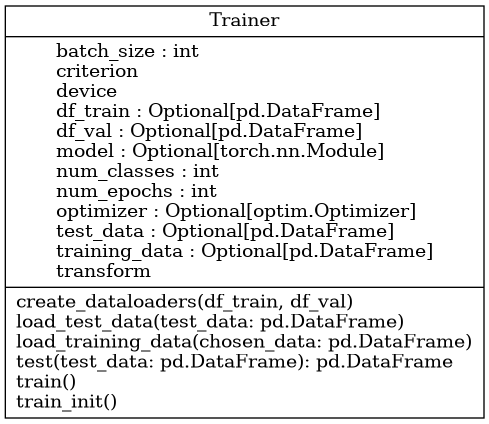 Trainer
batch_size : int
criterion
device
df_train : Optional[pd.DataFrame]
df_val : Optional[pd.DataFrame]
model : Optional[torch.nn.Module]
num_classes : int
num_epochs : int
optimizer : Optional[optim.Optimizer]
test_data : Optional[pd.DataFrame]
training_data : Optional[pd.DataFrame]
transform
create_dataloaders(df_train, df_val)
load_test_data(test_data: pd.DataFrame)
load_training_data(chosen_data: pd.DataFrame)
test(test_data: pd.DataFrame): pd.DataFrame
train()
train_init()